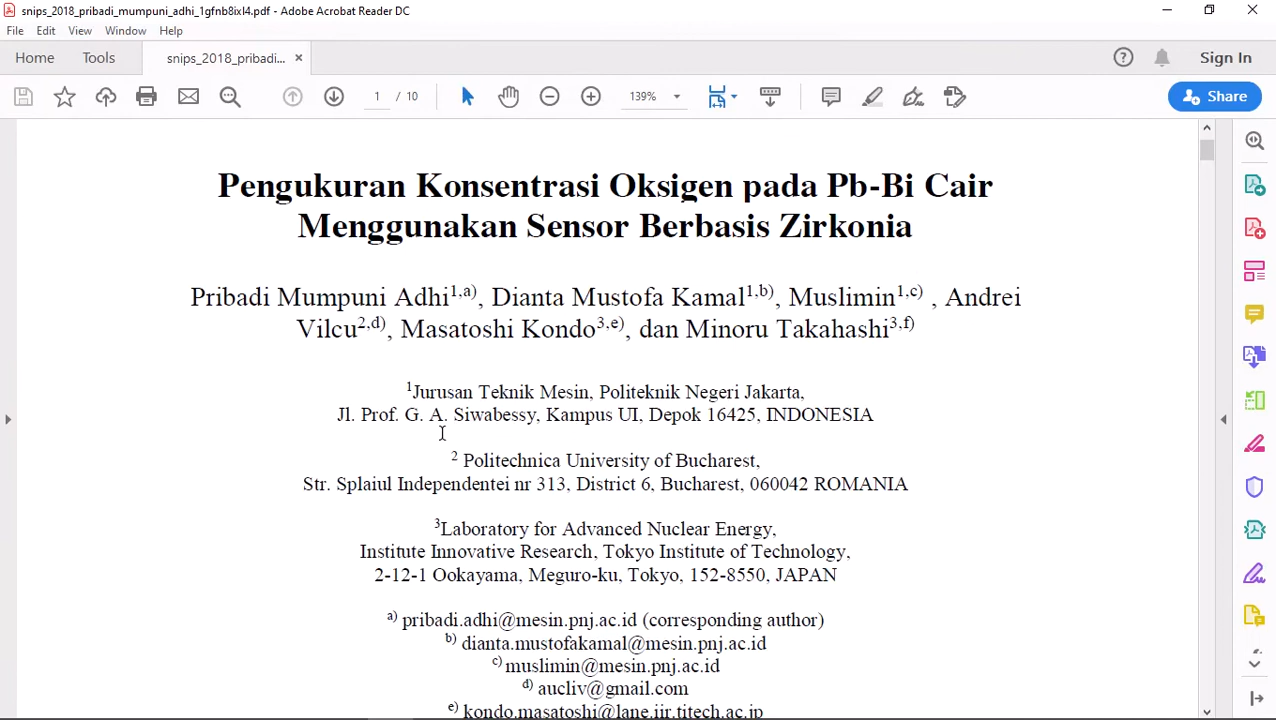 snips_2018_pribadi_mumpuni_adhi_1gfnb8ixl4.pdf - Adobe Acrobat Reader DC
File Edit View Window Help
Home Tools snips_2018_pribadi... × Sign In
1 / 10 139% Share
Pengukuran Konsentrasi Oksigen pada Pb-Bi Cair
Menggunakan Sensor Berbasis Zirkonia
Pribadi Mumpuni Adhi1,a), Dianta Mustofa Kamal1,b), Muslimin1,c) , Andrei
Vilcu2,d), Masatoshi Kondo3,e), dan Minoru Takahashi3,f)
1Jurusan Teknik Mesin, Politeknik Negeri Jakarta,
Jl. Prof. G. A. Siwabessy, Kampus UI, Depok 16425, INDONESIA
2 Politechnica University of Bucharest,
Str. Splaiul Independentei nr 313, District 6, Bucharest, 060042 ROMANIA
3Laboratory for Advanced Nuclear Energy,
Institute Innovative Research, Tokyo Institute of Technology,
2-12-1 Ookayama, Meguro-ku, Tokyo, 152-8550, JAPAN
a) pribadi.adhi@mesin.pnj.ac.id (corresponding author)
b) dianta.mustofakamal@mesin.pnj.ac.id
c) muslimin@mesin.pnj.ac.id
d) aucliv@gmail.com
e) kondo.masatoshi@lane.iir.titech.ac.jp